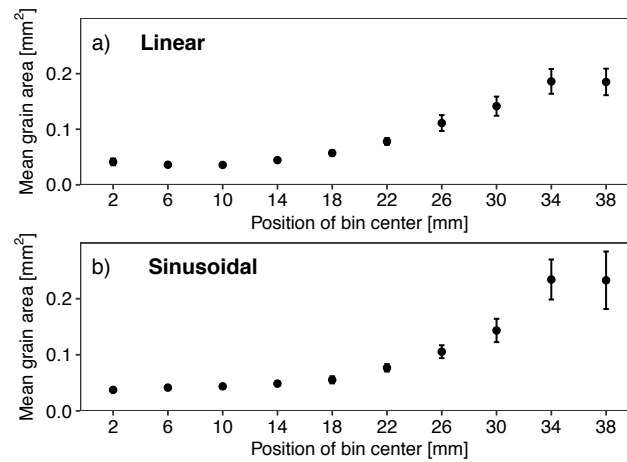 a) Linear
Mean grain area [mm²]
0.2
0.1
0.0
2 6 10 14 18 22 26 30 34 38
Position of bin center [mm]
b) Sinusoidal
Mean grain area [mm²]
0.2
0.1
0.0
2 6 10 14 18 22 26 30 34 38
Position of bin center [mm]